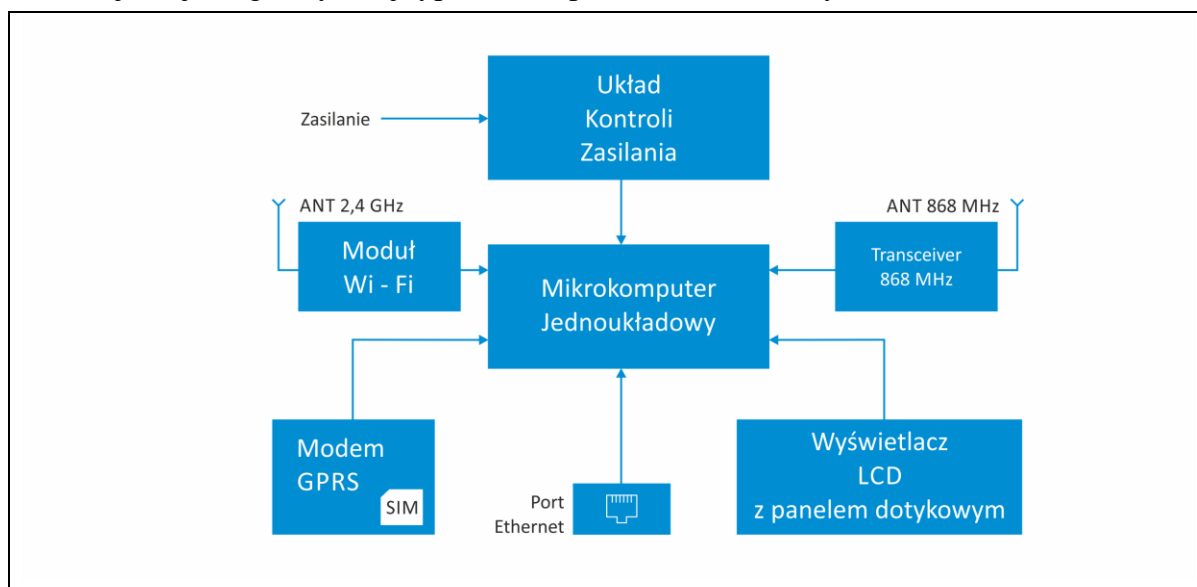 Układ
Kontroli
Zasilania
Zasilanie
ANT 2,4 GHz
ANT 868 MHz
Moduł
Wi - Fi
Transceiver
868 MHz
Mikrokomputer
Jednoukładowy
Modem
GPRS
SIM
Port
Ethernet
Wyświetlacz
LCD
z panelem dotykowym